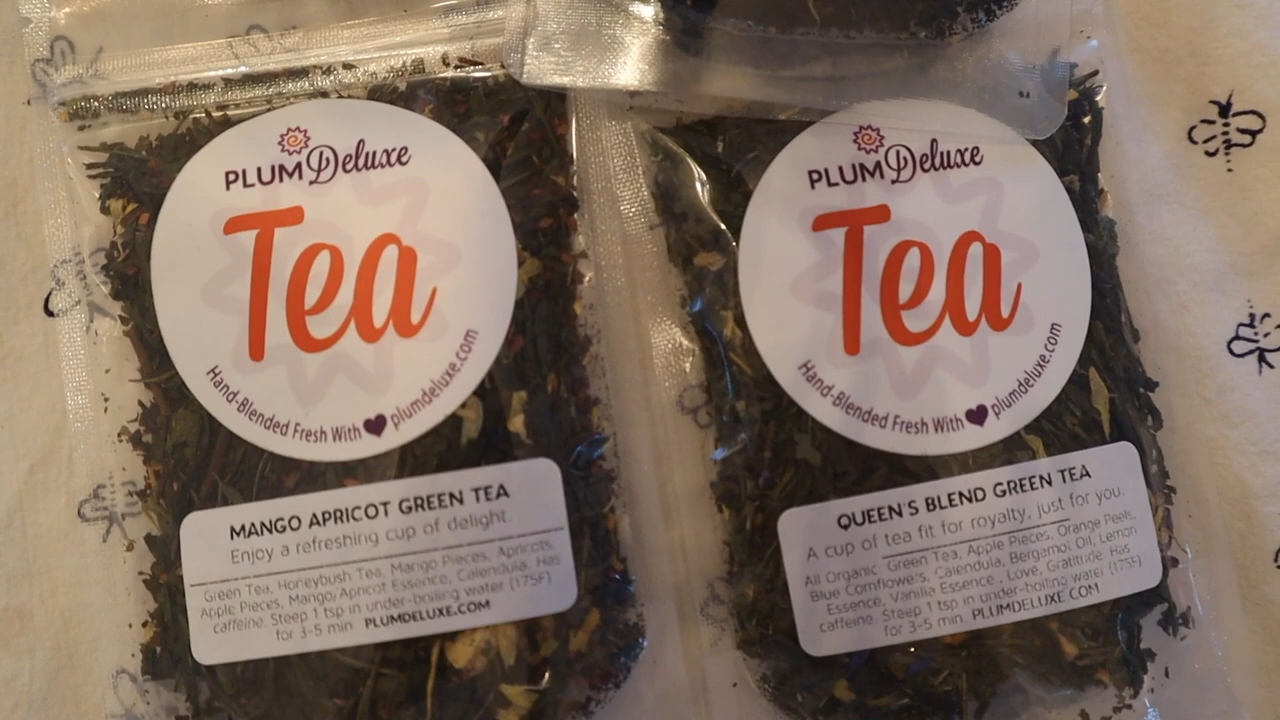 PLUM Deluxe
Tea
Hand-Blended Fresh With plumdeluxe.com
MANGO APRICOT GREEN TEA
Enjoy a refreshing cup of delight.
Green Tea, Honeybush Tea, Mango Pieces, Apricots,
Apple Pieces, Mango/Apricot Essence, Calendula. Has
caffeine. Steep 1 tsp in under-boiling water (175F)
for 3-5 min. PLUMDELUXE.COM
PLUM Deluxe
Tea
Hand-Blended Fresh With plumdeluxe.com
QUEEN'S BLEND GREEN TEA
A cup of tea fit for royalty, just for you.
All Organic: Green Tea, Apple Pieces, Orange Peels,
Blue Cornflowers, Calendula, Bergamot Oil, Lemon
Essence, Vanilla Essence, Love, Gratitude. Has
caffeine. Steep 1 tsp in under-boiling water (175F)
for 3-5 min. PLUMDELUXE.COM